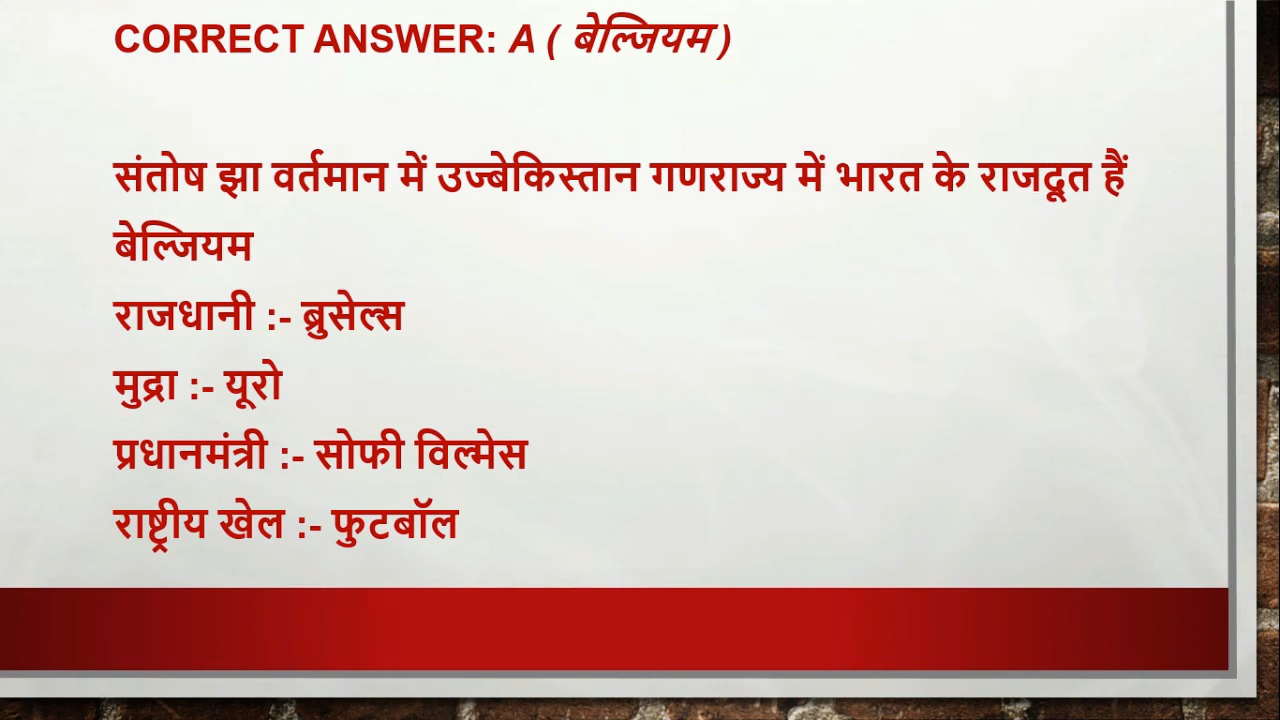 CORRECT ANSWER: A ( बेल्जियम )
संतोष झा वर्तमान में उज्बेकिस्तान गणराज्य में भारत के राजदूत हैं
बेल्जियम
राजधानी :- ब्रुसेल्स
मुद्रा :- यूरो
प्रधानमंत्री :- सोफी विल्मेस
राष्ट्रीय खेल :- फुटबॉल